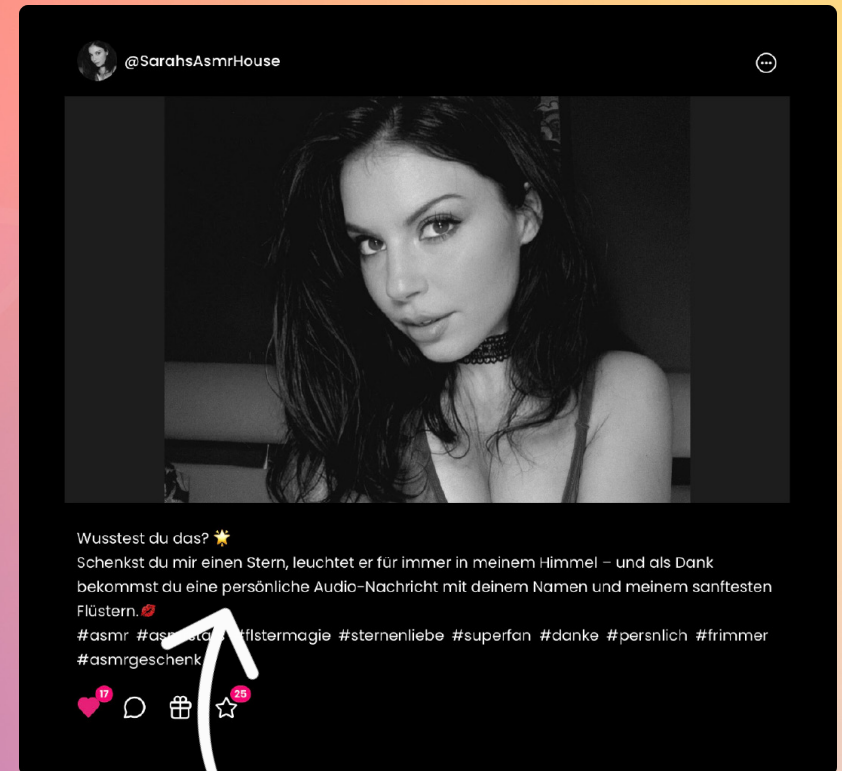 @SarahsAsmrHouse
Wusstest du das? 🌟
Schenkst du mir einen Stern, leuchtet er für immer in meinem Himmel – und als Dank
bekommst du eine persönliche Audio-Nachricht mit deinem Namen und meinem sanftesten
Flüstern.💋
#asmr #flstermagie #sternenliebe #superfan #danke #persnlich #frimmer
#asmrgeschenk
17
25